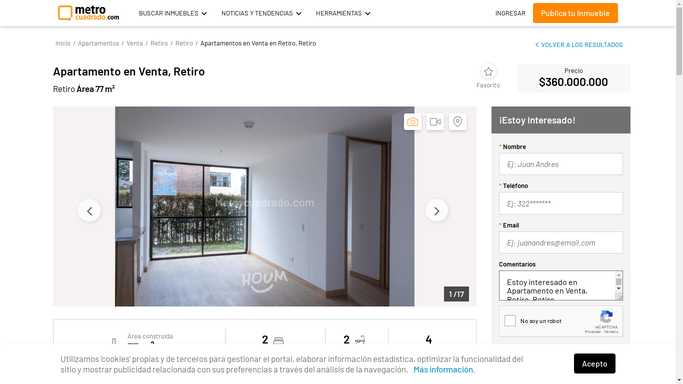 metro
cuadrado.com
BUSCAR INMUEBLES
NOTICIAS Y TENDENCIAS
HERRAMIENTAS
INGRESAR
Publica tu Inmueble
Inicio / Apartamentos / Venta / Retiro / Retiro / Apartamentos en Venta en Retiro, Retiro
VOLVER A LOS RESULTADOS
Apartamento en Venta, Retiro
Retiro Área 77 m²
Favorito
Precio
$360.000.000
metrocuadrado.com
HOUM
1 / 17
¡Estoy Interesado!
* Nombre
Ej: Juan Andres
* Teléfono
Ej: 322*******
* Email
Ej: juanandres@email.com
Comentarios
Estoy interesado en
Apartamento en Venta,
Retiro, Retiro
No soy un robot
reCAPTCHA
Privacidad - Términos
Área construida
2
2
4
Utilizamos 'cookies' propias y de terceros para gestionar el portal, elaborar información estadística, optimizar la funcionalidad del
sitio y mostrar publicidad relacionada con sus preferencias a través del análisis de la navegación. Más información.
Acepto